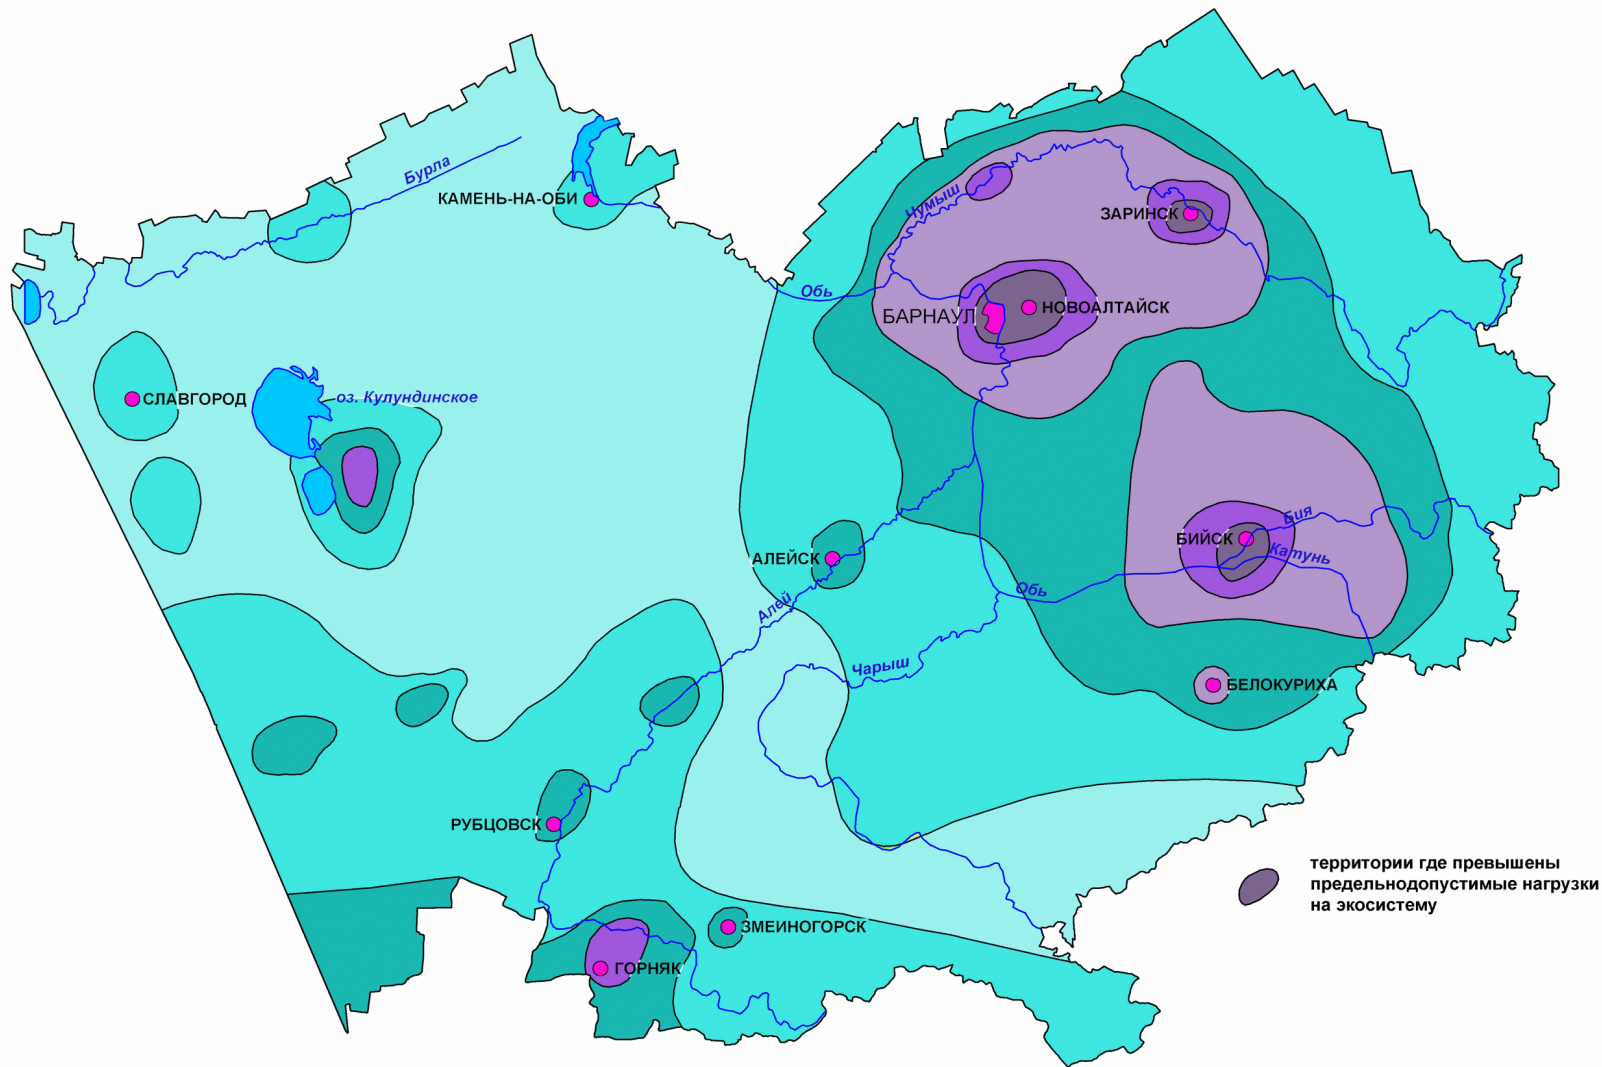 Бурла
КАМЕНЬ-НА-ОБИ
Чумыш
ЗАРИНСК
Обь
БАРНАУЛ
НОВОАЛТАЙСК
СЛАВГОРОД
оз. Кулундинское
АЛЕЙСК
БИЙСК
Бия
Катунь
Обь
Алей
Чарыш
БЕЛОКУРИХА
РУБЦОВСК
ЗМЕИНОГОРСК
ГОРНЯК
территории где превышены
предельнодопустимые нагрузки
на экосистему